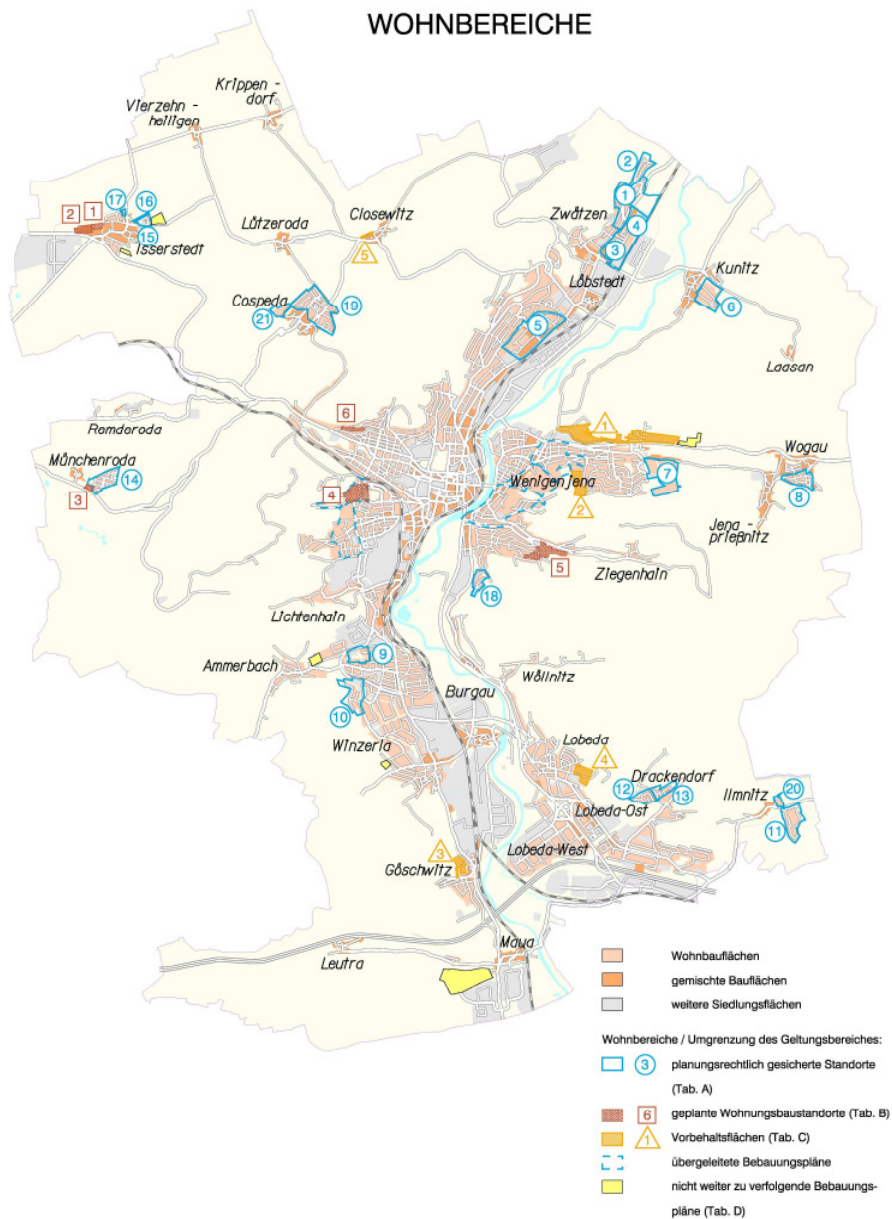 WOHNBEREICHE
Krippen -
dorf
Vierzehn -
heiligen
2
17
16
2
1
1
Lützeroda
Closewitz
Zwätzen
4
15
Isserstedt
3
5
Löbstedt
Kunitz
Cospeda
19
21
6
5
Laasan
6
1
Remderoda
Münchenroda
Wogau
14
3
4
Wenigenjena
7
8
2
Jena -
prießnitz
5
Ziegenhain
18
Lichtenhain
9
Ammerbach
Wöllnitz
10
Burgau
Winzerla
Lobeda
4
Drackendorf
12
13
Ilmnitz
20
Lobeda-Ost
11
3
Lobeda-West
Göschwitz
Maua
Leutra
Wohnbauflächen
gemischte Bauflächen
weitere Siedlungsflächen
Wohnbereiche / Umgrenzung des Geltungsbereiches:
3 planungsrechtlich gesicherte Standorte
(Tab. A)
6 geplante Wohnungsbaustandorte (Tab. B)
1 Vorbehaltsflächen (Tab. C)
übergeleitete Bebauungspläne
nicht weiter zu verfolgende Bebauungs-
pläne (Tab. D)